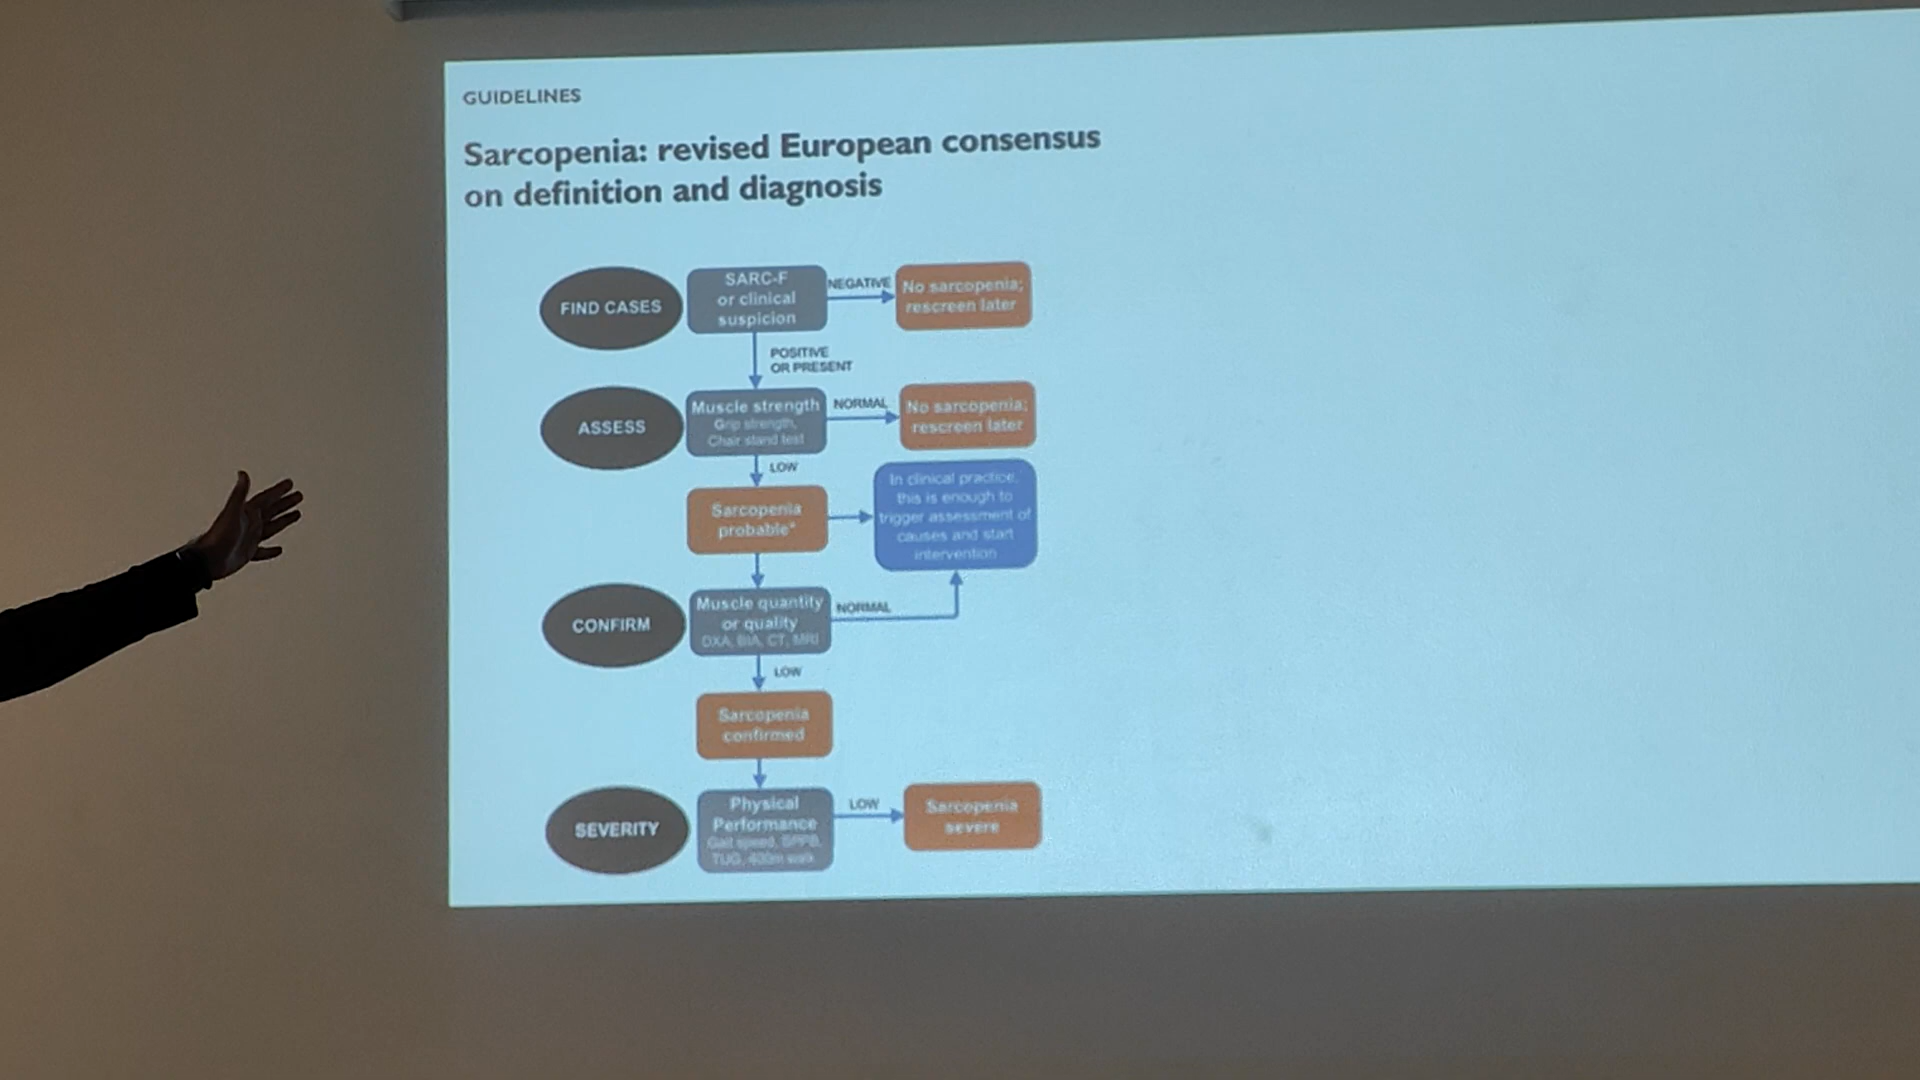 GUIDELINES
Sarcopenia: revised European consensus
on definition and diagnosis
FIND CASES
SARC-F
or clinical
suspicion
NEGATIVE
No sarcopenia;
rescreen later
POSITIVE
OR PRESENT
ASSESS
Muscle strength
Grip strength,
Chair stand test
NORMAL
No sarcopenia;
rescreen later
LOW
Sarcopenia
probable*
In clinical practice,
this is enough to
trigger assessment of
causes and start
intervention
CONFIRM
Muscle quantity
or quality
DXA, BIA, CT, MRI
NORMAL
LOW
Sarcopenia
confirmed
SEVERITY
Physical
Performance
Gait speed, SPPB,
TUG, 400m walk
LOW
Sarcopenia
severe